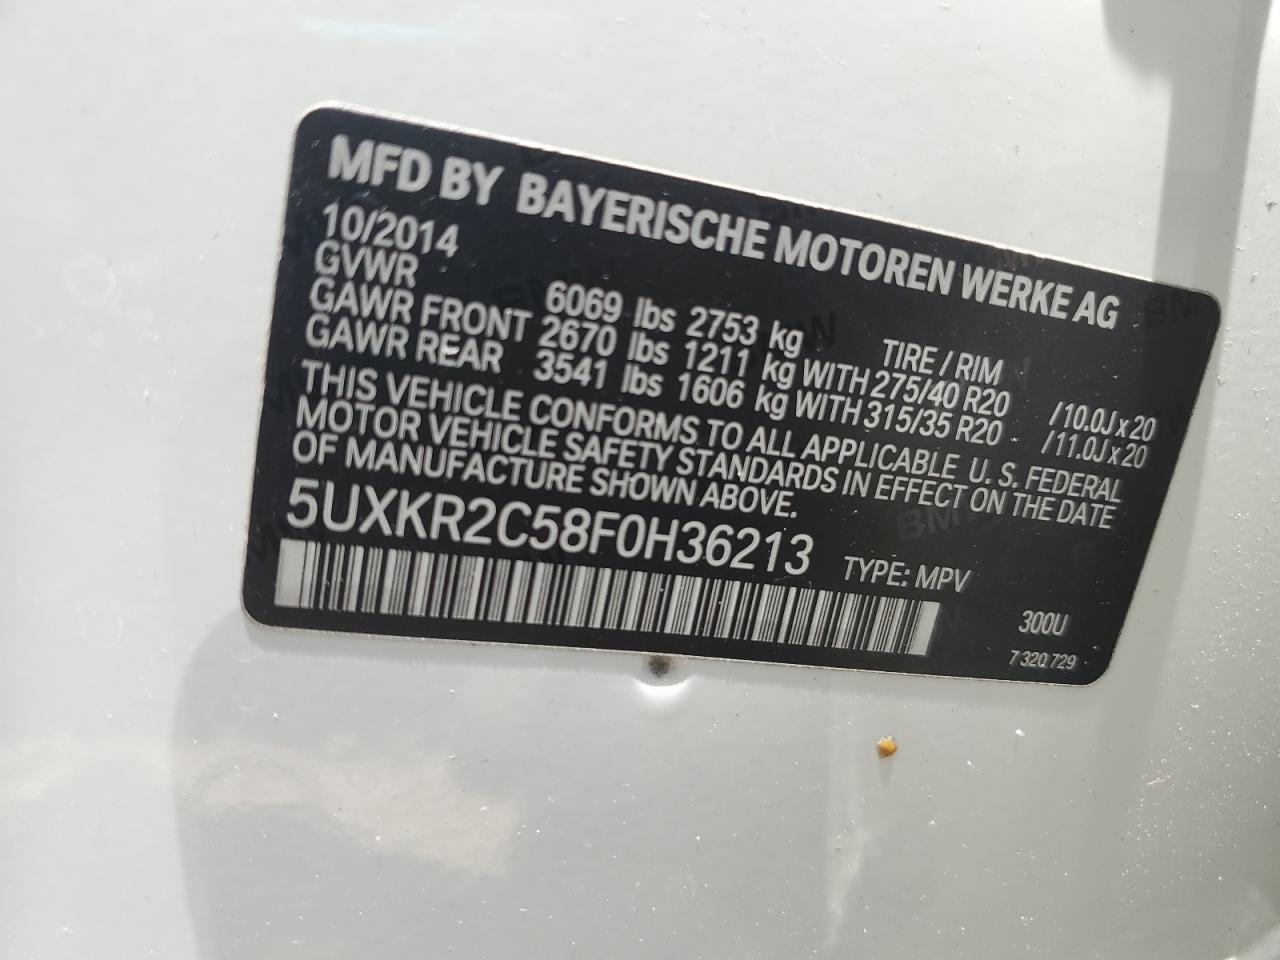 MFD BY BAYERISCHE MOTOREN WERKE AG
10/2014
GVWR 6069 lbs 2753 kg TIRE / RIM
GAWR FRONT 2670 lbs 1211 kg WITH 275/40 R20 /10.0J x 20
GAWR REAR 3541 lbs 1606 kg WITH 315/35 R20 /11.0J x 20
THIS VEHICLE CONFORMS TO ALL APPLICABLE U. S. FEDERAL
MOTOR VEHICLE SAFETY STANDARDS IN EFFECT ON THE DATE
OF MANUFACTURE SHOWN ABOVE.
5UXKR2C58F0H36213 TYPE: MPV
300U
7 320 729